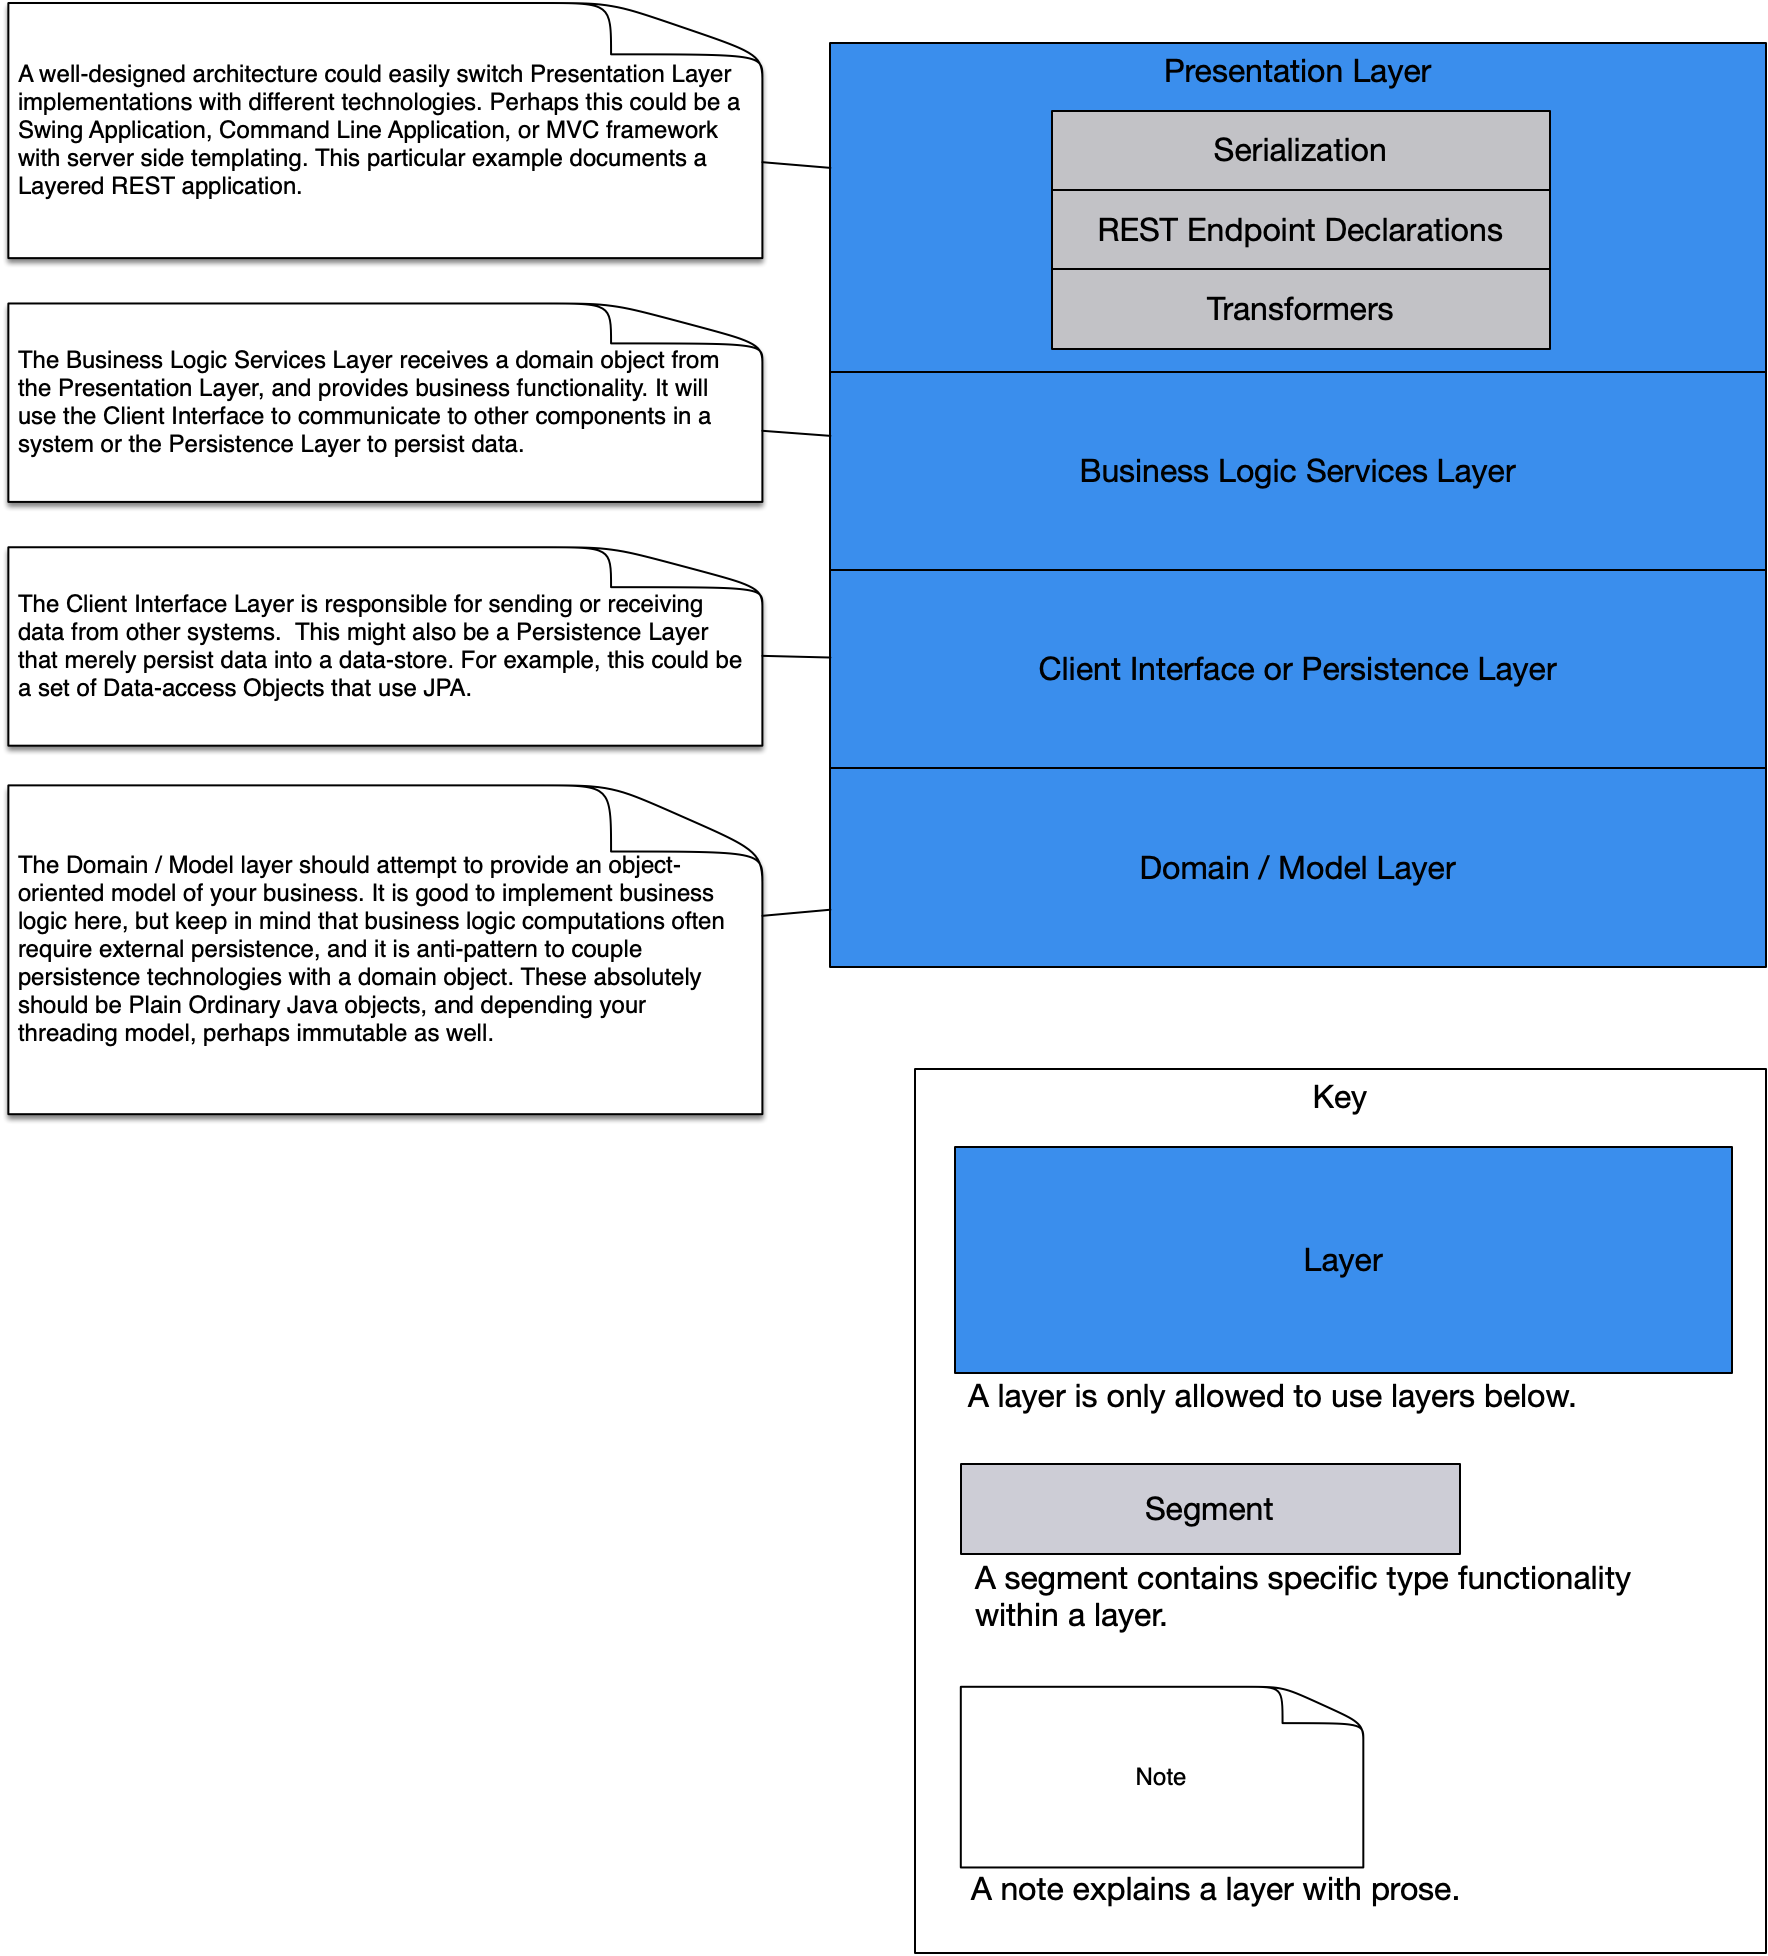 A well-designed architecture could easily switch Presentation Layer
implementations with different technologies. Perhaps this could be a
Swing Application, Command Line Application, or MVC framework
with server side templating. This particular example documents a
Layered REST application.
The Business Logic Services Layer receives a domain object from
the Presentation Layer, and provides business functionality. It will
use the Client Interface to communicate to other components in a
system or the Persistence Layer to persist data.
The Client Interface Layer is responsible for sending or receiving
data from other systems.  This might also be a Persistence Layer
that merely persist data into a data-store. For example, this could be
a set of Data-access Objects that use JPA.
The Domain / Model layer should attempt to provide an object-
oriented model of your business. It is good to implement business
logic here, but keep in mind that business logic computations often
require external persistence, and it is anti-pattern to couple
persistence technologies with a domain object. These absolutely
should be Plain Ordinary Java objects, and depending your
threading model, perhaps immutable as well.
Presentation Layer
Serialization
REST Endpoint Declarations
Transformers
Business Logic Services Layer
Client Interface or Persistence Layer
Domain / Model Layer
Key
Layer
A layer is only allowed to use layers below.
Segment
A segment contains specific type functionality
within a layer.
Note
A note explains a layer with prose.